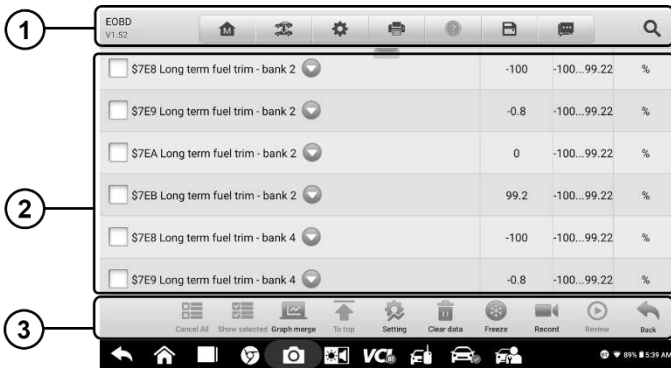 1
EOBD
V1.52
M
2
$7E8 Long term fuel trim - bank 2 -100 -100...99.22 %
$7E9 Long term fuel trim - bank 2 -0.8 -100...99.22 %
$7EA Long term fuel trim - bank 2 0 -100...99.22 %
$7EB Long term fuel trim - bank 2 99.2 -100...99.22 %
$7E8 Long term fuel trim - bank 4 -100 -100...99.22 %
$7E9 Long term fuel trim - bank 4 -0.8 -100...99.22 %
3
Cancel All Show selected Graph merge To top Setting Clear data Freeze Record Review Back
VCI 89% 5:39 AM